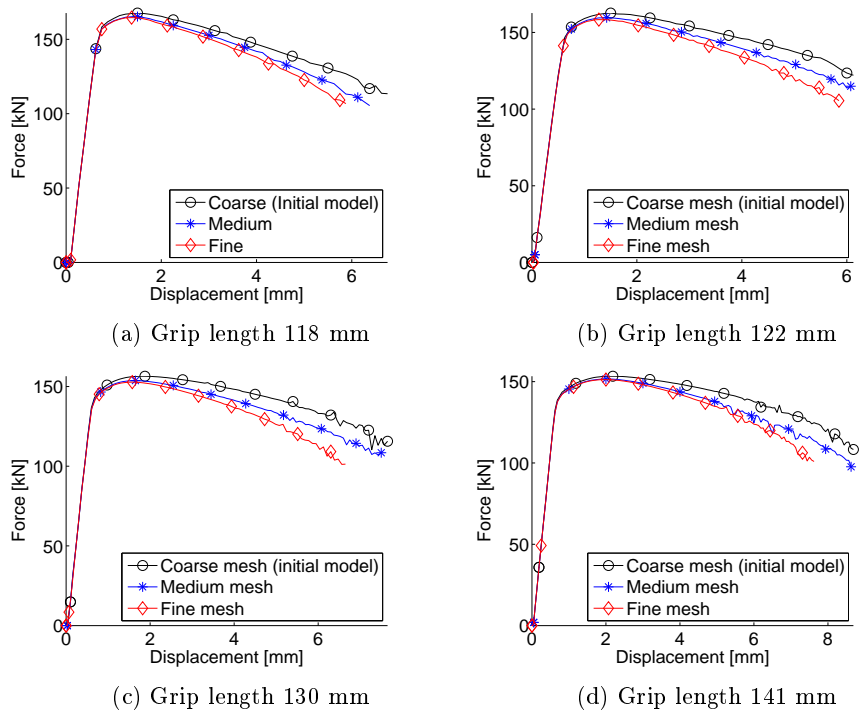 150
100
50
0
Force [kN]
Coarse (Initial model)
Medium
Fine
0 2 4 6
Displacement [mm]
(a) Grip length 118 mm
150
100
50
0
Force [kN]
Coarse mesh (initial model)
Medium mesh
Fine mesh
0 2 4 6
Displacement [mm]
(b) Grip length 122 mm
150
100
50
0
Force [kN]
Coarse mesh (initial model)
Medium mesh
Fine mesh
0 2 4 6
Displacement [mm]
(c) Grip length 130 mm
150
100
50
0
Force [kN]
Coarse mesh (initial model)
Medium mesh
Fine mesh
0 2 4 6 8
Displacement [mm]
(d) Grip length 141 mm